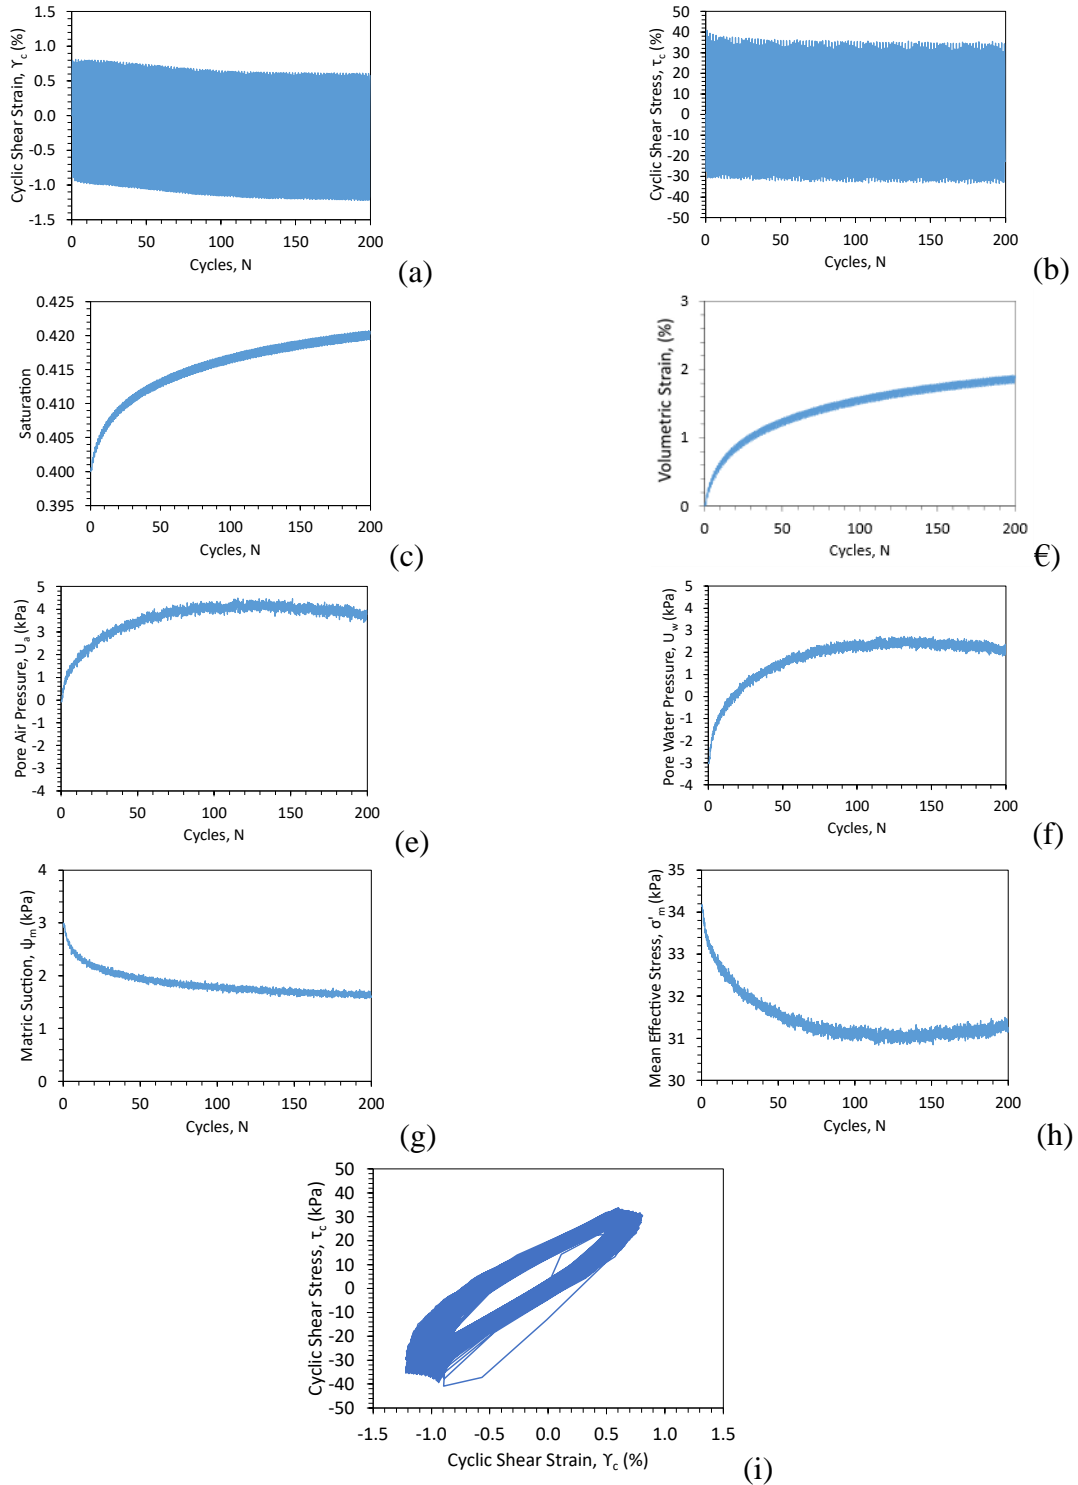 Cyclic Shear Strain, ϒc (%)
1.5
1.0
0.5
0.0
-0.5
-1.0
-1.5
0 50 100 150 200
Cycles, N
(a)
Cyclic Shear Stress, τc (%)
50
40
30
20
10
0
-10
-20
-30
-40
-50
0 50 100 150 200
Cycles, N
(b)
Saturation
0.425
0.420
0.415
0.410
0.405
0.400
0.395
0 50 100 150 200
Cycles, N
(c)
Volumetric Strain, (%)
3
2
1
0
0 50 100 150 200
Cycles, N
€)
Pore Air Pressure, Ua (kPa)
5
4
3
2
1
0
-1
-2
-3
-4
0 50 100 150 200
Cycles, N
(e)
Pore Water Pressure, Uw (kPa)
5
4
3
2
1
0
-1
-2
-3
-4
0 50 100 150 200
Cycles, N
(f)
Matric Suction, ψm (kPa)
4
3
2
1
0
0 50 100 150 200
Cycles, N
(g)
Mean Effective Stress, σ'm (kPa)
35
34
33
32
31
30
0 50 100 150 200
Cycles, N
(h)
Cyclic Shear Stress, τc (kPa)
50
40
30
20
10
0
-10
-20
-30
-40
-50
-1.5 -1.0 -0.5 0.0 0.5 1.0 1.5
Cyclic Shear Strain, ϒc (%)
(i)